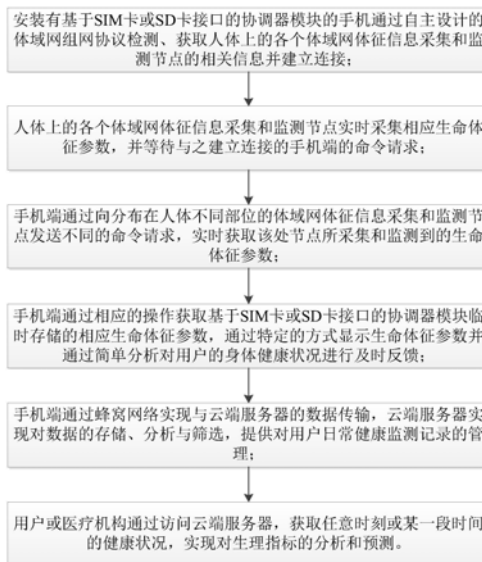 安装有基于SIM卡或SD卡接口的协调器模块的手机通过自主设计的
体域网组网协议检测、获取人体上的各个体域网体征信息采集和监
测节点的相关信息并建立连接；
人体上的各个体域网体征信息采集和监测节点实时采集相应生命体
征参数，并等待与之建立连接的手机端的命令请求；
手机端通过向分布在人体不同部位的体域网体征信息采集和监测节
点发送不同的命令请求，实时获取该处节点所采集和监测到的生命
体征参数；
手机端通过相应的操作获取基于SIM卡或SD卡接口的协调器模块临
时存储的相应生命体征参数，通过特定的方式显示生命体征参数并
通过简单分析对用户的身体健康状况进行及时反馈；
手机端通过蜂窝网络实现与云端服务器的数据传输，云端服务器实
现对数据的存储、分析与筛选，提供对用户日常健康监测记录的管
理；
用户或医疗机构通过访问云端服务器，获取任意时刻或某一段时间
的健康状况，实现对生理指标的分析和预测。